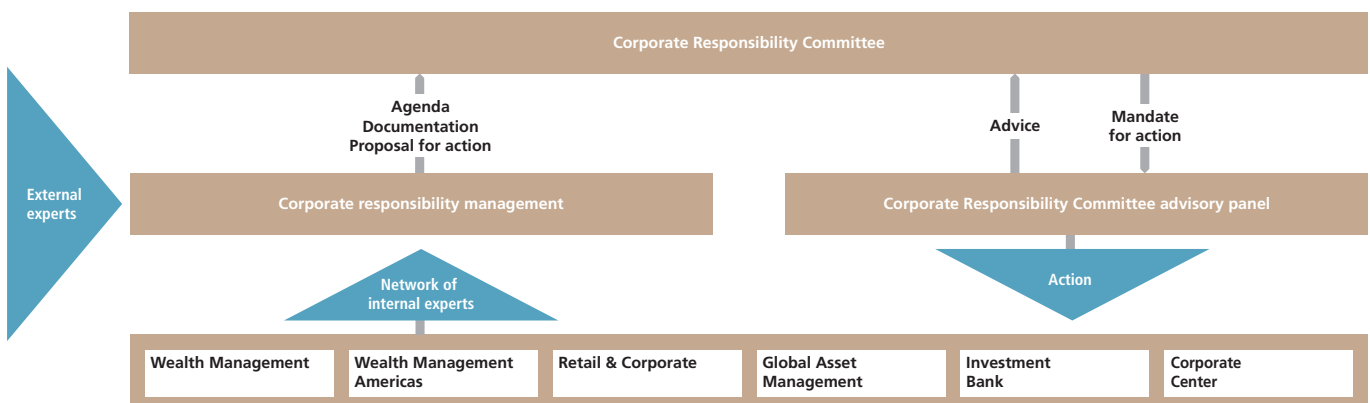 Corporate Responsibility Committee
Agenda
Documentation
Proposal for action
Advice
Mandate
for action
External
experts
Corporate responsibility management
Corporate Responsibility Committee advisory panel
Network of
internal experts
Action
Wealth Management
Wealth Management
Americas
Retail & Corporate
Global Asset
Management
Investment
Bank
Corporate
Center